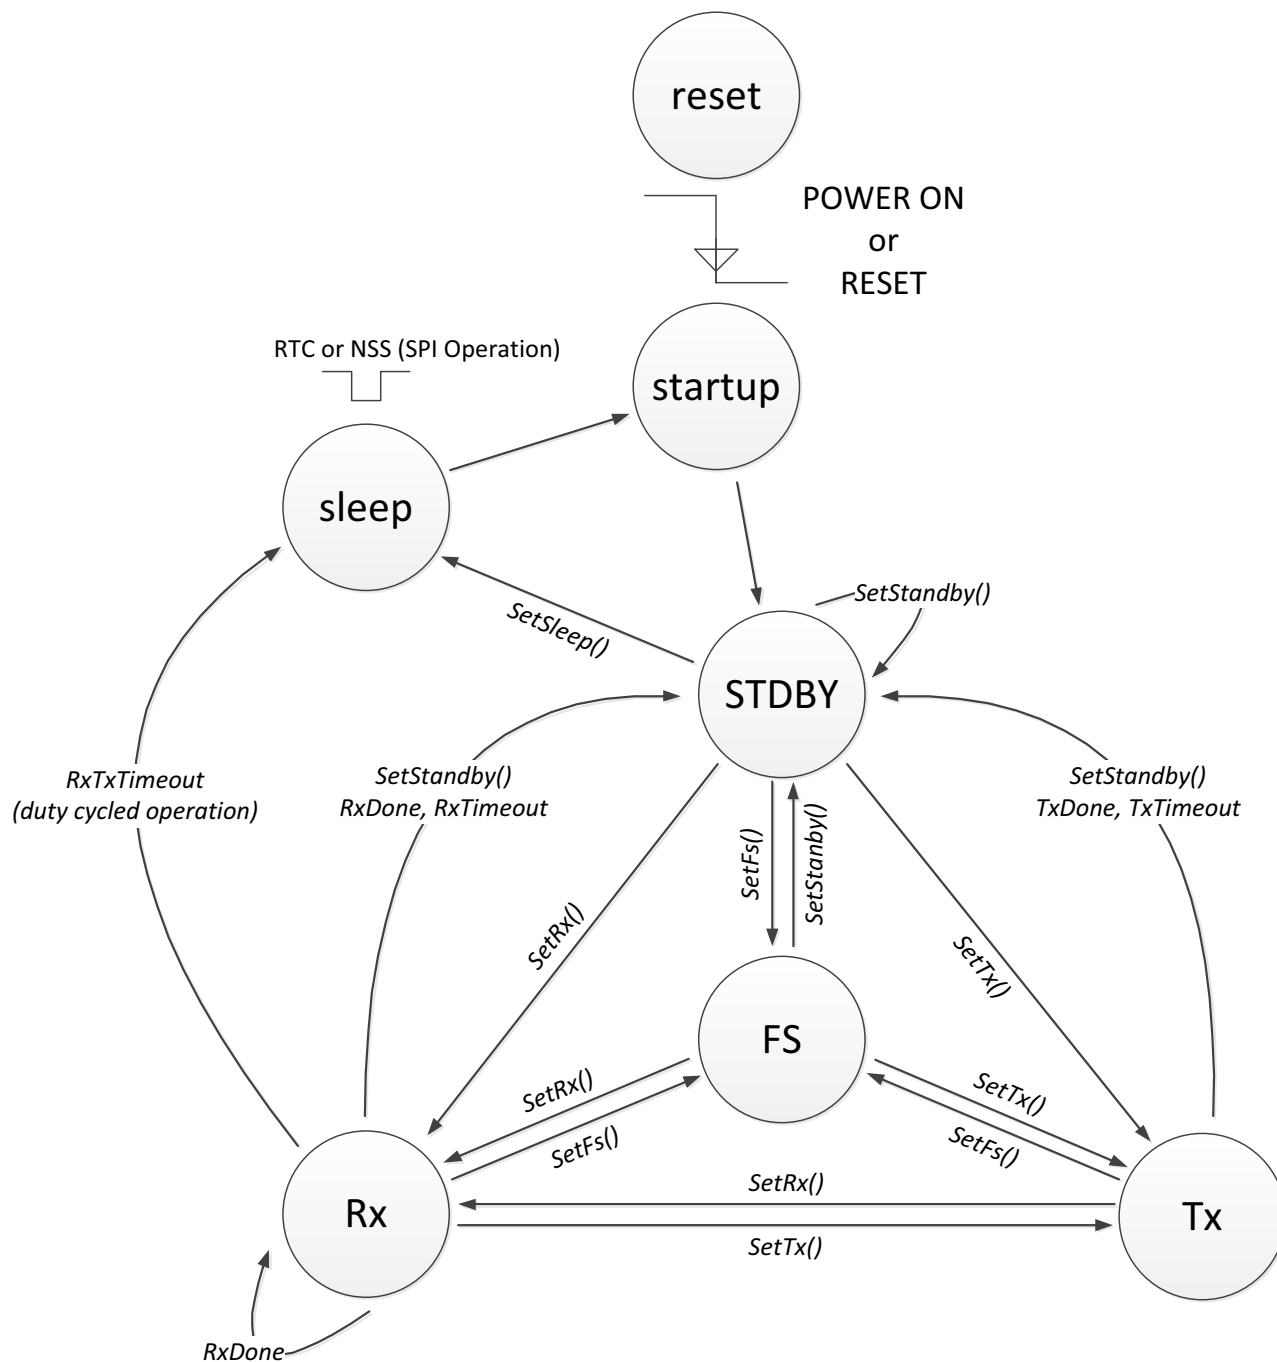 reset
POWER ON
or
RESET
RTC or NSS (SPI Operation)
startup
sleep
SetStandby()
SetSleep()
STDBY
RxTxTimeout
(duty cycled operation)
SetStandby()
RxDone, RxTimeout
SetStandby()
TxDone, TxTimeout
SetFs()
SetStanby()
SetRx()
SetTx()
FS
SetRx()
SetFs()
SetTx()
SetFs()
Rx
SetRx()
SetTx()
Tx
RxDone